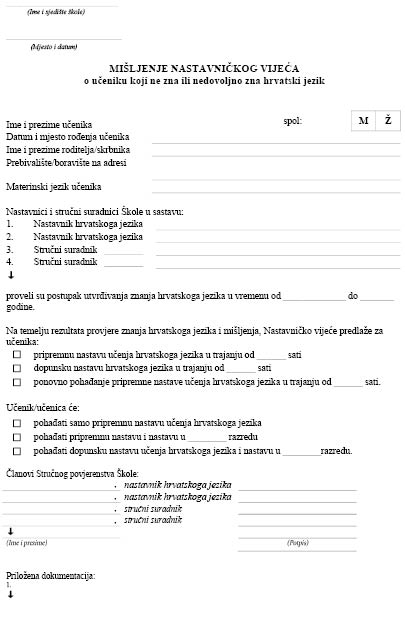 (Ime i sjedište škole)
(Mjesto i datum)
MIŠLJENJE NASTAVNIČKOG VIJEĆA
o učeniku koji ne zna ili nedovoljno zna hrvatski jezik
Ime i prezime učenika spol: M Ž
Datum i mjesto rođenja učenika
Ime i prezime roditelja/skrbnika
Prebivalište/boravište na adresi
Materinski jezik učenika
Nastavnici i stručni suradnici Škole u sastavu:
1. Nastavnik hrvatskoga jezika
2. Nastavnik hrvatskoga jezika
3. Stručni suradnik ________
4. Stručni suradnik ________
↓
proveli su postupak utvrđivanja znanja hrvatskoga jezika u vremenu od _____________ do _______
godine.
Na temelju rezultata provjere znanja hrvatskoga jezika i mišljenja, Nastavničko vijeće predlaže za
učenika:
☐ pripremnu nastavu učenja hrvatskoga jezika u trajanju od ______ sati
☐ dopunsku nastavu učenja hrvatskoga jezika u trajanju od ______ sati
☐ ponovno pohađanje pripremne nastave učenja hrvatskoga jezika u trajanju od ______ sati.
Učenik/učenica će:
☐ pohađati samo pripremnu nastavu učenja hrvatskoga jezika
☐ pohađati pripremnu nastavu i nastavu u ________ razredu
☐ pohađati dopunsku nastavu učenja hrvatskoga jezika i nastavu u ________ razredu.
Članovi Stručnog povjerenstva Škole:
, nastavnik hrvatskoga jezika
, nastavnik hrvatskoga jezika
, stručni suradnik
, stručni suradnik
↓
(Ime i prezime) (Potpis)
Priložena dokumentacija:
1.
↓